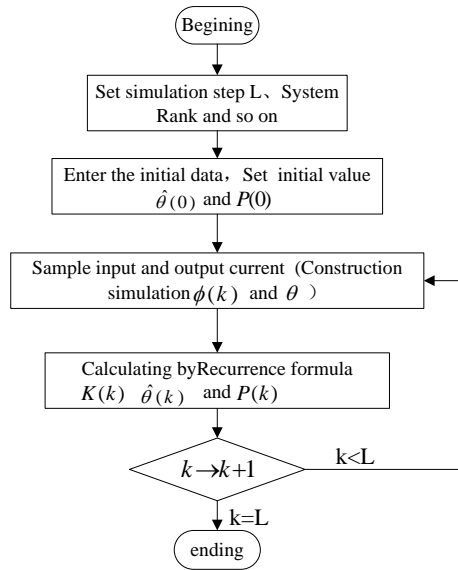 Begining
Set simulation step L、System
Rank and so on
Enter the initial data，Set initial value
θ̂(0) and P(0)
Sample input and output current (Construction
simulation ϕ(k) and θ )
Calculating byRecurrence formula
K(k) θ̂(k) and P(k)
k→k+1
k<L
k=L
ending